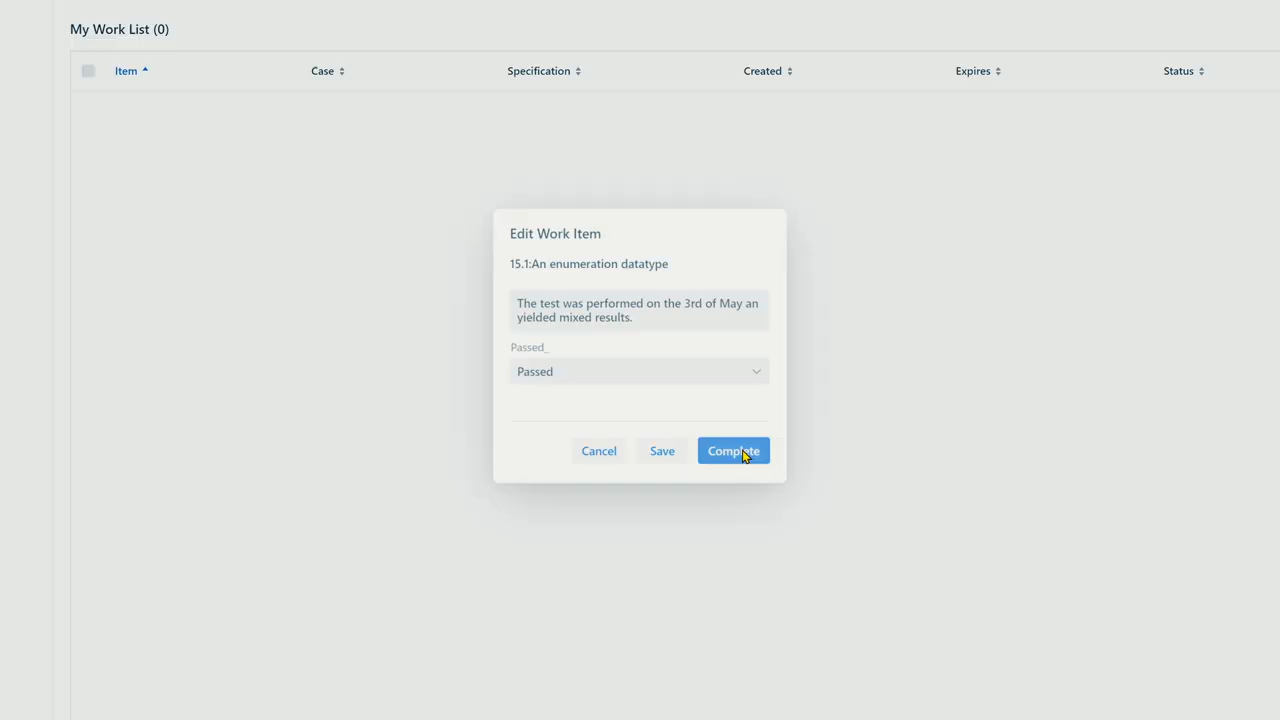 My Work List (0)
Item Case Specification Created Expires Status
Edit Work Item
15.1:An enumeration datatype
The test was performed on the 3rd of May an
yielded mixed results.
Passed_
Passed
Cancel Save Complete